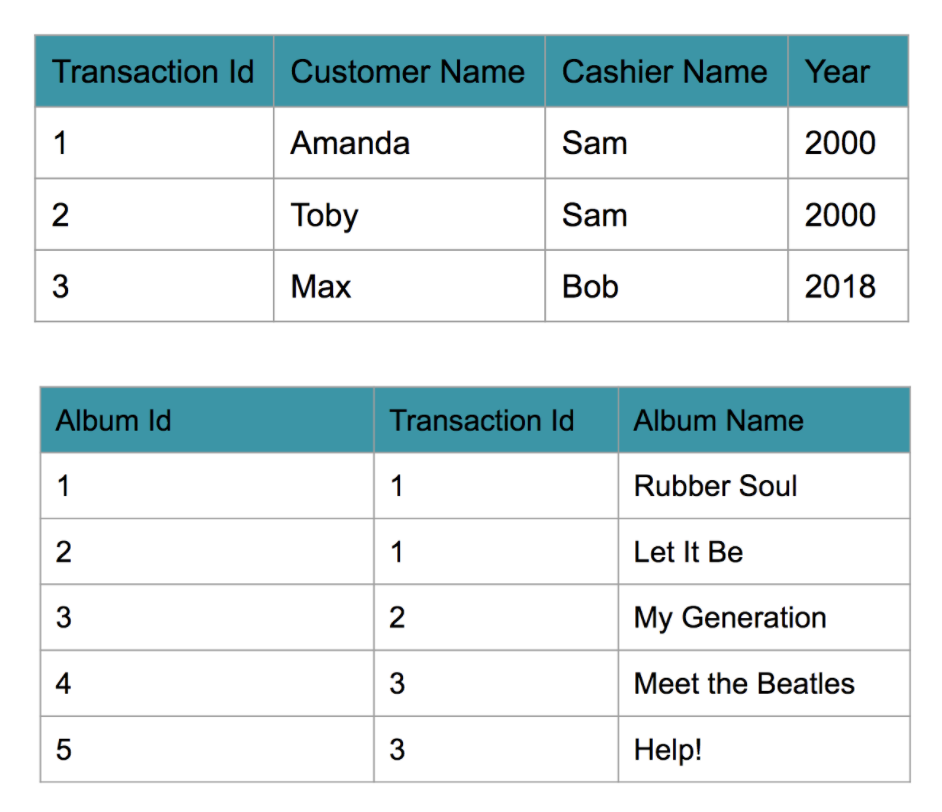 Transaction Id Customer Name Cashier Name Year
1 Amanda Sam 2000
2 Toby Sam 2000
3 Max Bob 2018
Album Id Transaction Id Album Name
1 1 Rubber Soul
2 1 Let It Be
3 2 My Generation
4 3 Meet the Beatles
5 3 Help!